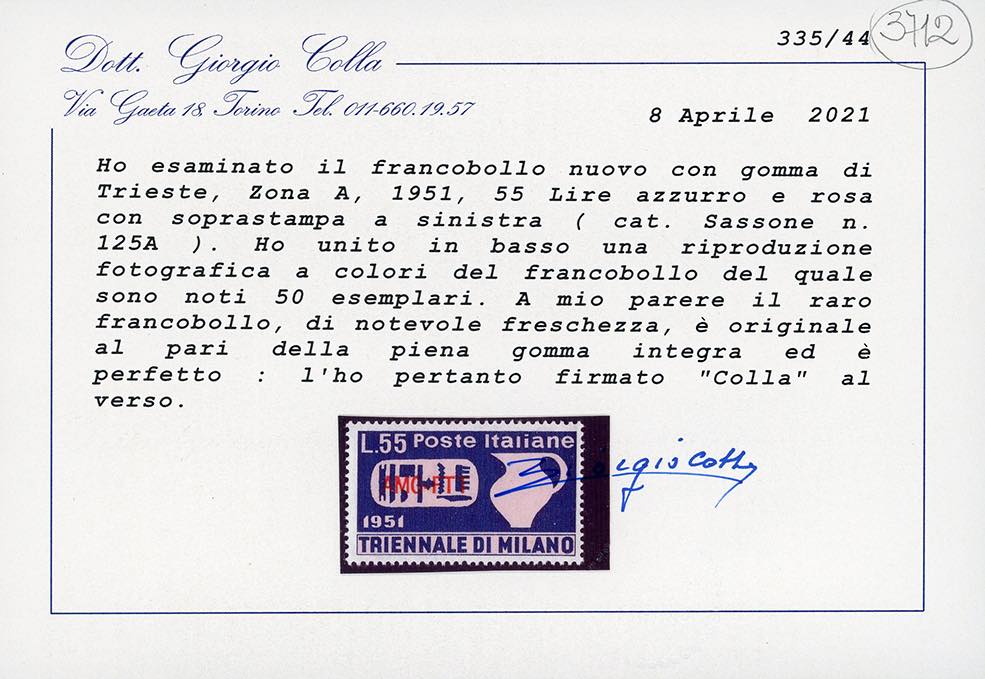 335/44 3712
Dott. Giorgio Colla
Via Gaeta 18, Torino Tel. 011-660.19.57
8 Aprile 2021
Ho esaminato il francobollo nuovo con gomma di
Trieste, Zona A, 1951, 55 Lire azzurro e rosa
con soprastampa a sinistra ( cat. Sassone n.
125A ). Ho unito in basso una riproduzione
fotografica a colori del francobollo del quale
sono noti 50 esemplari. A mio parere il raro
francobollo, di notevole freschezza, è originale
al pari della piena gomma integra ed è
perfetto : l'ho pertanto firmato "Colla" al
verso.
L.55 Poste Italiane
AMG-FTT
1951
TRIENNALE DI MILANO